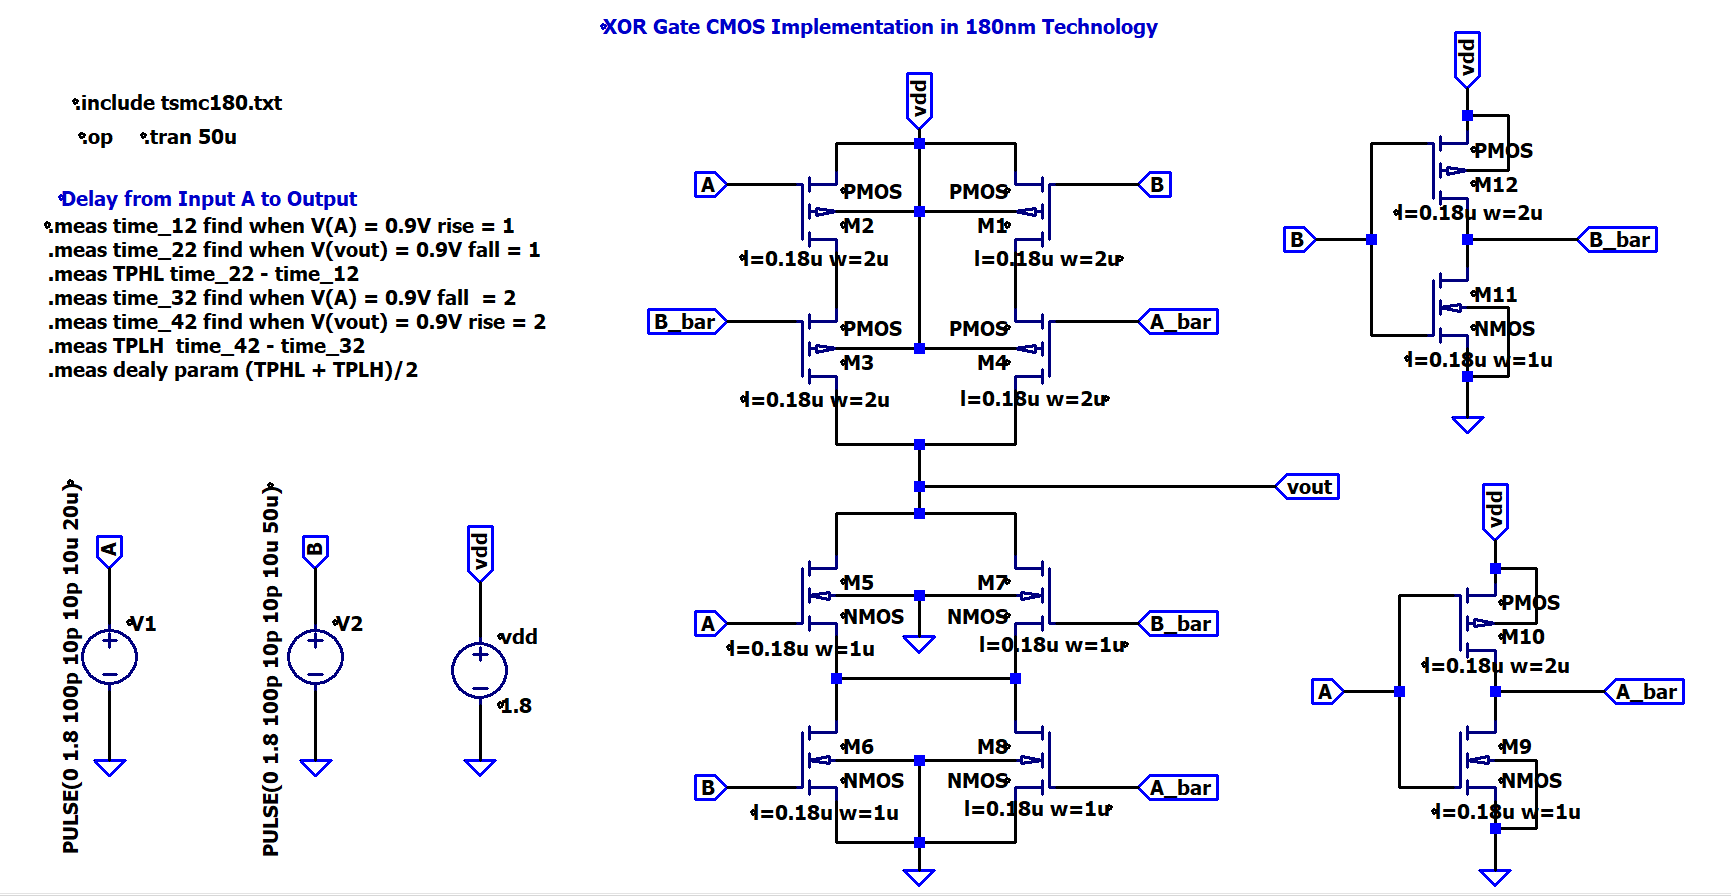 XOR Gate CMOS Implementation in 180nm Technology
.include tsmc180.txt
.op .tran 50u
Delay from Input A to Output
.meas time_12 find when V(A) = 0.9V rise = 1
.meas time_22 find when V(vout) = 0.9V fall = 1
.meas TPHL time_22 - time_12
.meas time_32 find when V(A) = 0.9V fall  = 2
.meas time_42 find when V(vout) = 0.9V rise = 2
.meas TPLH  time_42 - time_32
.meas dealy param (TPHL + TPLH)/2
PULSE(0 1.8 100p 10p 10p 10u 20u)
A
V1
PULSE(0 1.8 100p 10p 10p 10u 50u)
B
V2
vdd
vdd
1.8
vdd
A
PMOS
M2
l=0.18u w=2u
PMOS
M1
B
l=0.18u w=2u
B_bar
PMOS
M3
l=0.18u w=2u
PMOS
M4
A_bar
l=0.18u w=2u
vout
M5
A
NMOS
l=0.18u w=1u
M7
NMOS
B_bar
l=0.18u w=1u
M6
B
NMOS
l=0.18u w=1u
M8
NMOS
A_bar
l=0.18u w=1u
vdd
PMOS
M12
l=0.18u w=2u
B
B_bar
M11
NMOS
l=0.18u w=1u
vdd
PMOS
M10
l=0.18u w=2u
A
A_bar
M9
NMOS
l=0.18u w=1u